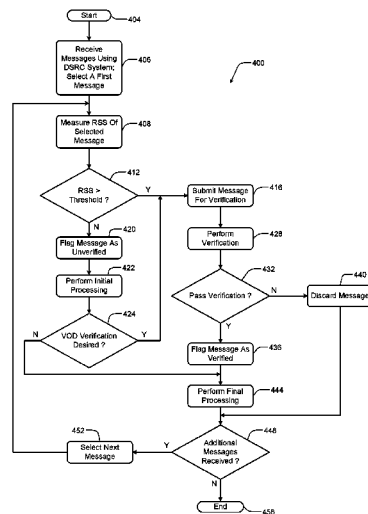 Start
404
Receive
Messages Using
DSRC System;
Select A First
Message
406
400
Measure RSS Of
Selected
Message
408
412
RSS >
Threshold ?
Y
N
Submit Message
For Verification
416
Flag Message As
Unverified
420
Perform
Verification
428
422
Perform Initial
Processing
432
Pass Verification ?
N
Y
440
Discard Message
424
VOD Verification
Desired ?
N
Y
Flag Message As
Verified
436
Perform Final
Processing
444
448
Additional
Messages
Received ?
Y
N
452
Select Next
Message
End
456